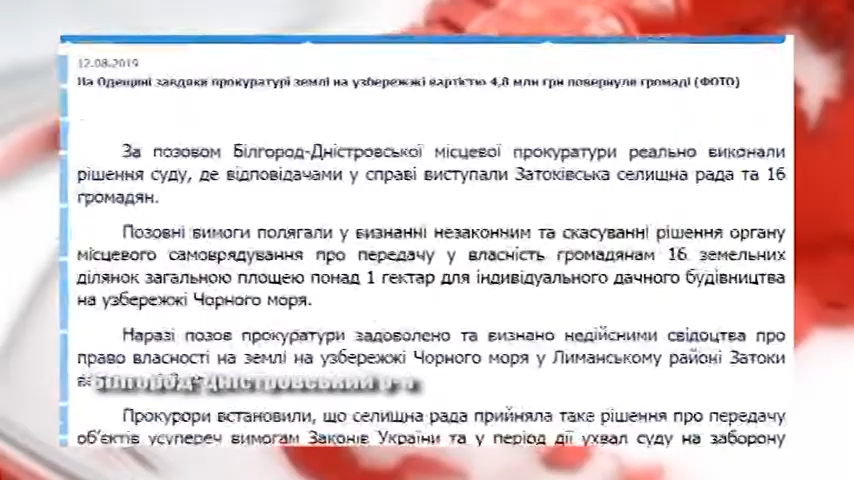 12.08.2019
На Одещині завдяки прокуратурі землі на узбережжі вартістю 4,8 млн грн повернули громаді (ФОТО)
За позовом Білгород-Дністровської місцевої прокуратури реально виконали
рішення суду, де відповідачами у справі виступали Затоківська селищна рада та 16
громадян.
Позовні вимоги полягали у визнанні незаконним та скасуванні рішення органу
місцевого самоврядування про передачу у власність громадянам 16 земельних
ділянок загальною площею понад 1 гектар для індивідуального дачного будівництва
на узбережжі Чорного моря.
Наразі позов прокуратури задоволено та визнано недійсними свідоцтва про
право власності на землі на узбережжі Чорного моря у Лиманському районі Затоки
Білгород-Дністровський р-н
Прокурори встановили, що селищна рада прийняла таке рішення про передачу
об'єктів усупереч вимогам Законів України та у період дії ухвал суду на заборону